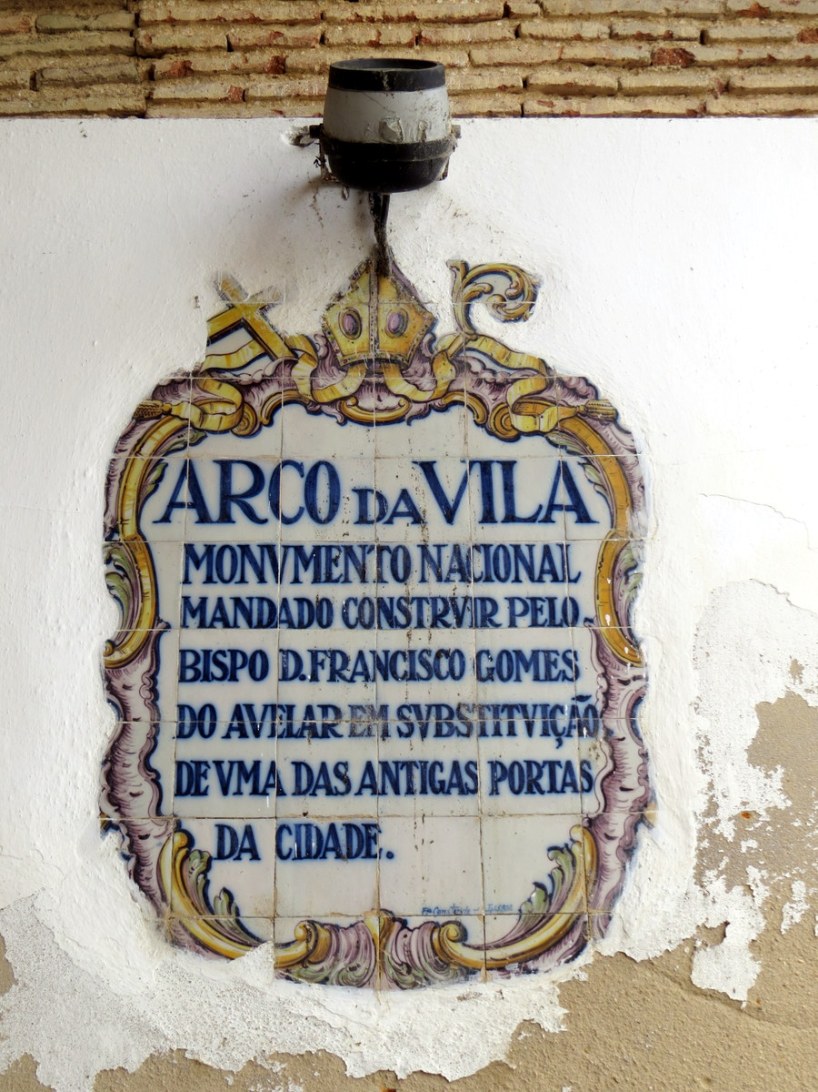 ARCO DA VILA
MONVMENTO NACIONAL
MANDADO CONSTRVIR PELO
BISPO D. FRANCISCO GOMES
DO AVELAR EM SVBSTITVIÇÃO
DE VMA DAS ANTIGAS PORTAS
DA CIDADE.